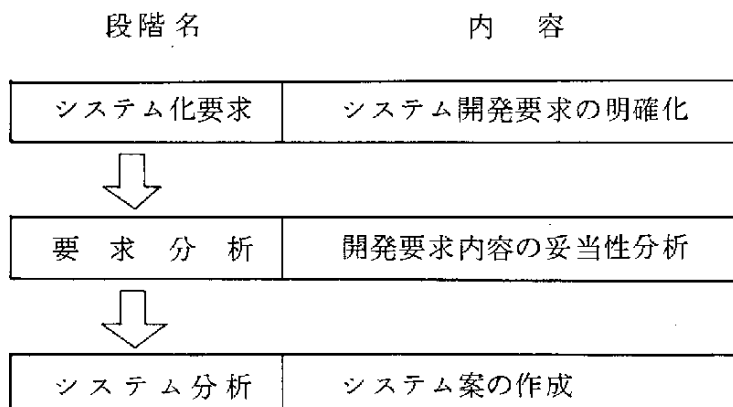 段階名 内容
システム化要求 システム開発要求の明確化
要求分析 開発要求内容の妥当性分析
システム分析 システム案の作成